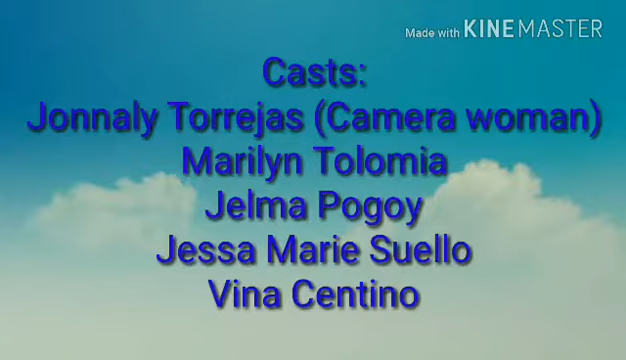 Made with KINEMASTER
Casts:
Jonnaly Torrejas (Camera woman)
Marilyn Tolomia
Jelma Pogoy
Jessa Marie Suello
Vina Centino